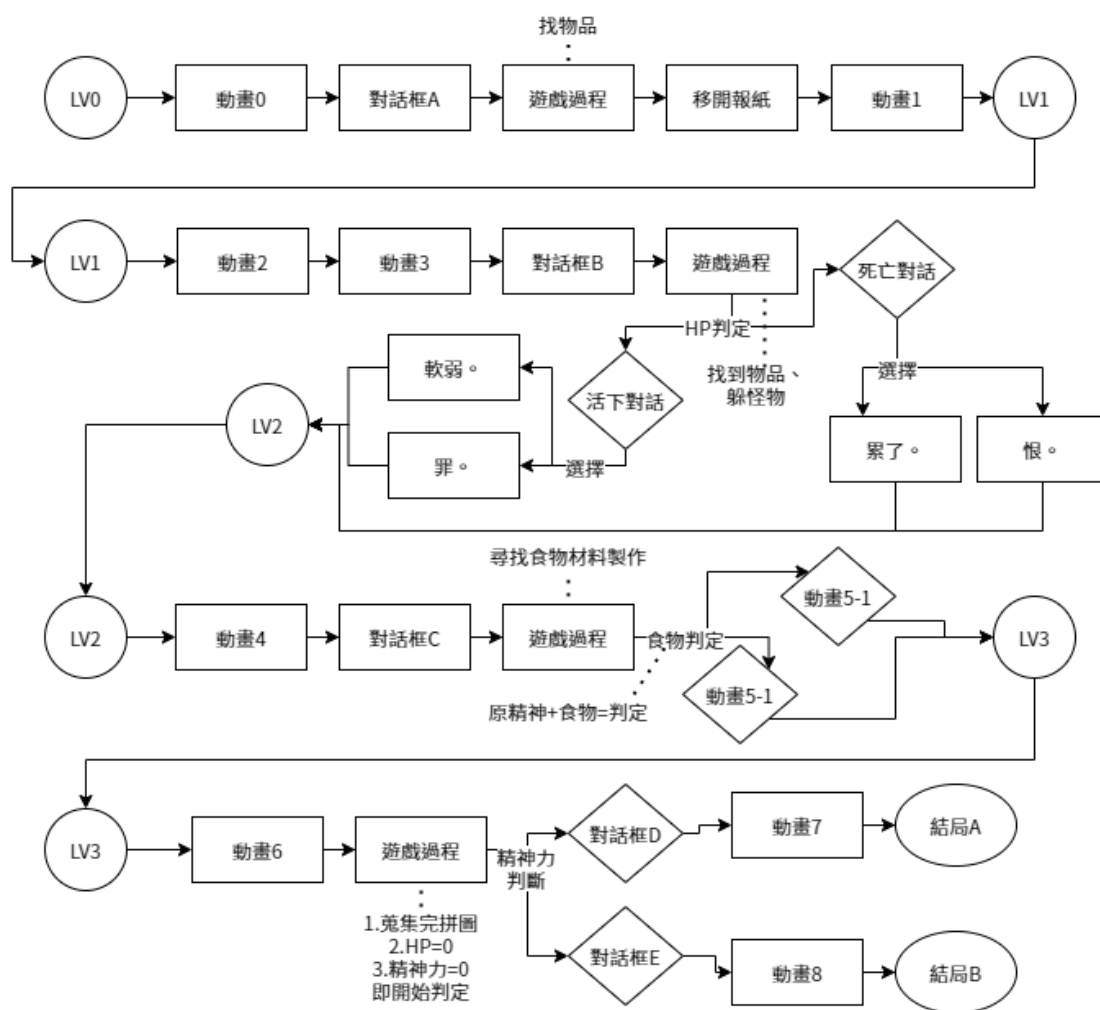 找物品
LV0
動畫0
對話框A
遊戲過程
移開報紙
動畫1
LV1
LV1
動畫2
動畫3
對話框B
遊戲過程
死亡對話
HP判定
找到物品、
躲怪物
選擇
軟弱。
活下對話
LV2
罪。
選擇
累了。
恨。
尋找食物材料製作
LV2
動畫4
對話框C
遊戲過程
食物判定
動畫5-1
動畫5-1
LV3
原精神+食物=判定
LV3
動畫6
遊戲過程
精神力
判斷
對話框D
動畫7
結局A
1.蒐集完拼圖
2.HP=0
3.精神力=0
即開始判定
對話框E
動畫8
結局B